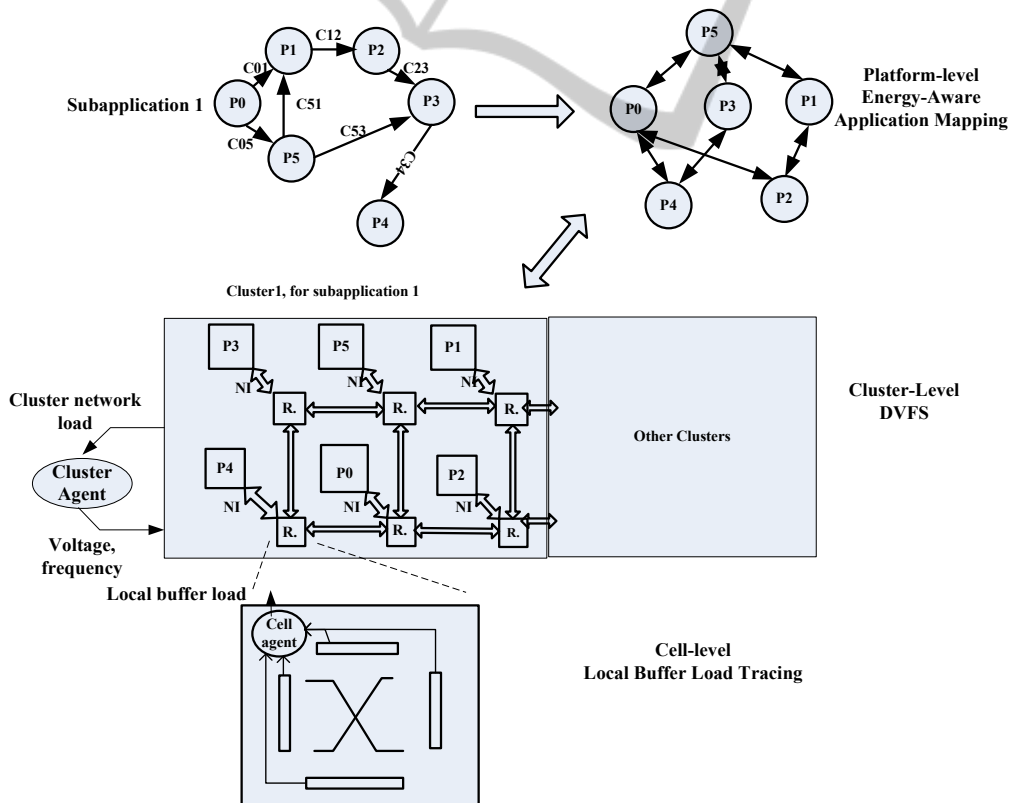 P1
C12
P2
C01
C23
Subapplication 1
P0
C51
P3
C05
C53
P5
C34
P4
P5
P0
P3
P1
P4
P2
Platform-level
Energy-Aware
Application Mapping
Cluster1, for subapplication 1
P3
P5
P1
NI
NI
NI
R.
R.
R.
P4
P0
P2
NI
NI
NI
R.
R.
R.
Other Clusters
Cluster-Level
DVFS
Cluster network
load
Cluster
Agent
Voltage,
frequency
Local buffer load
Cell
agent
Cell-level
Local Buffer Load Tracing